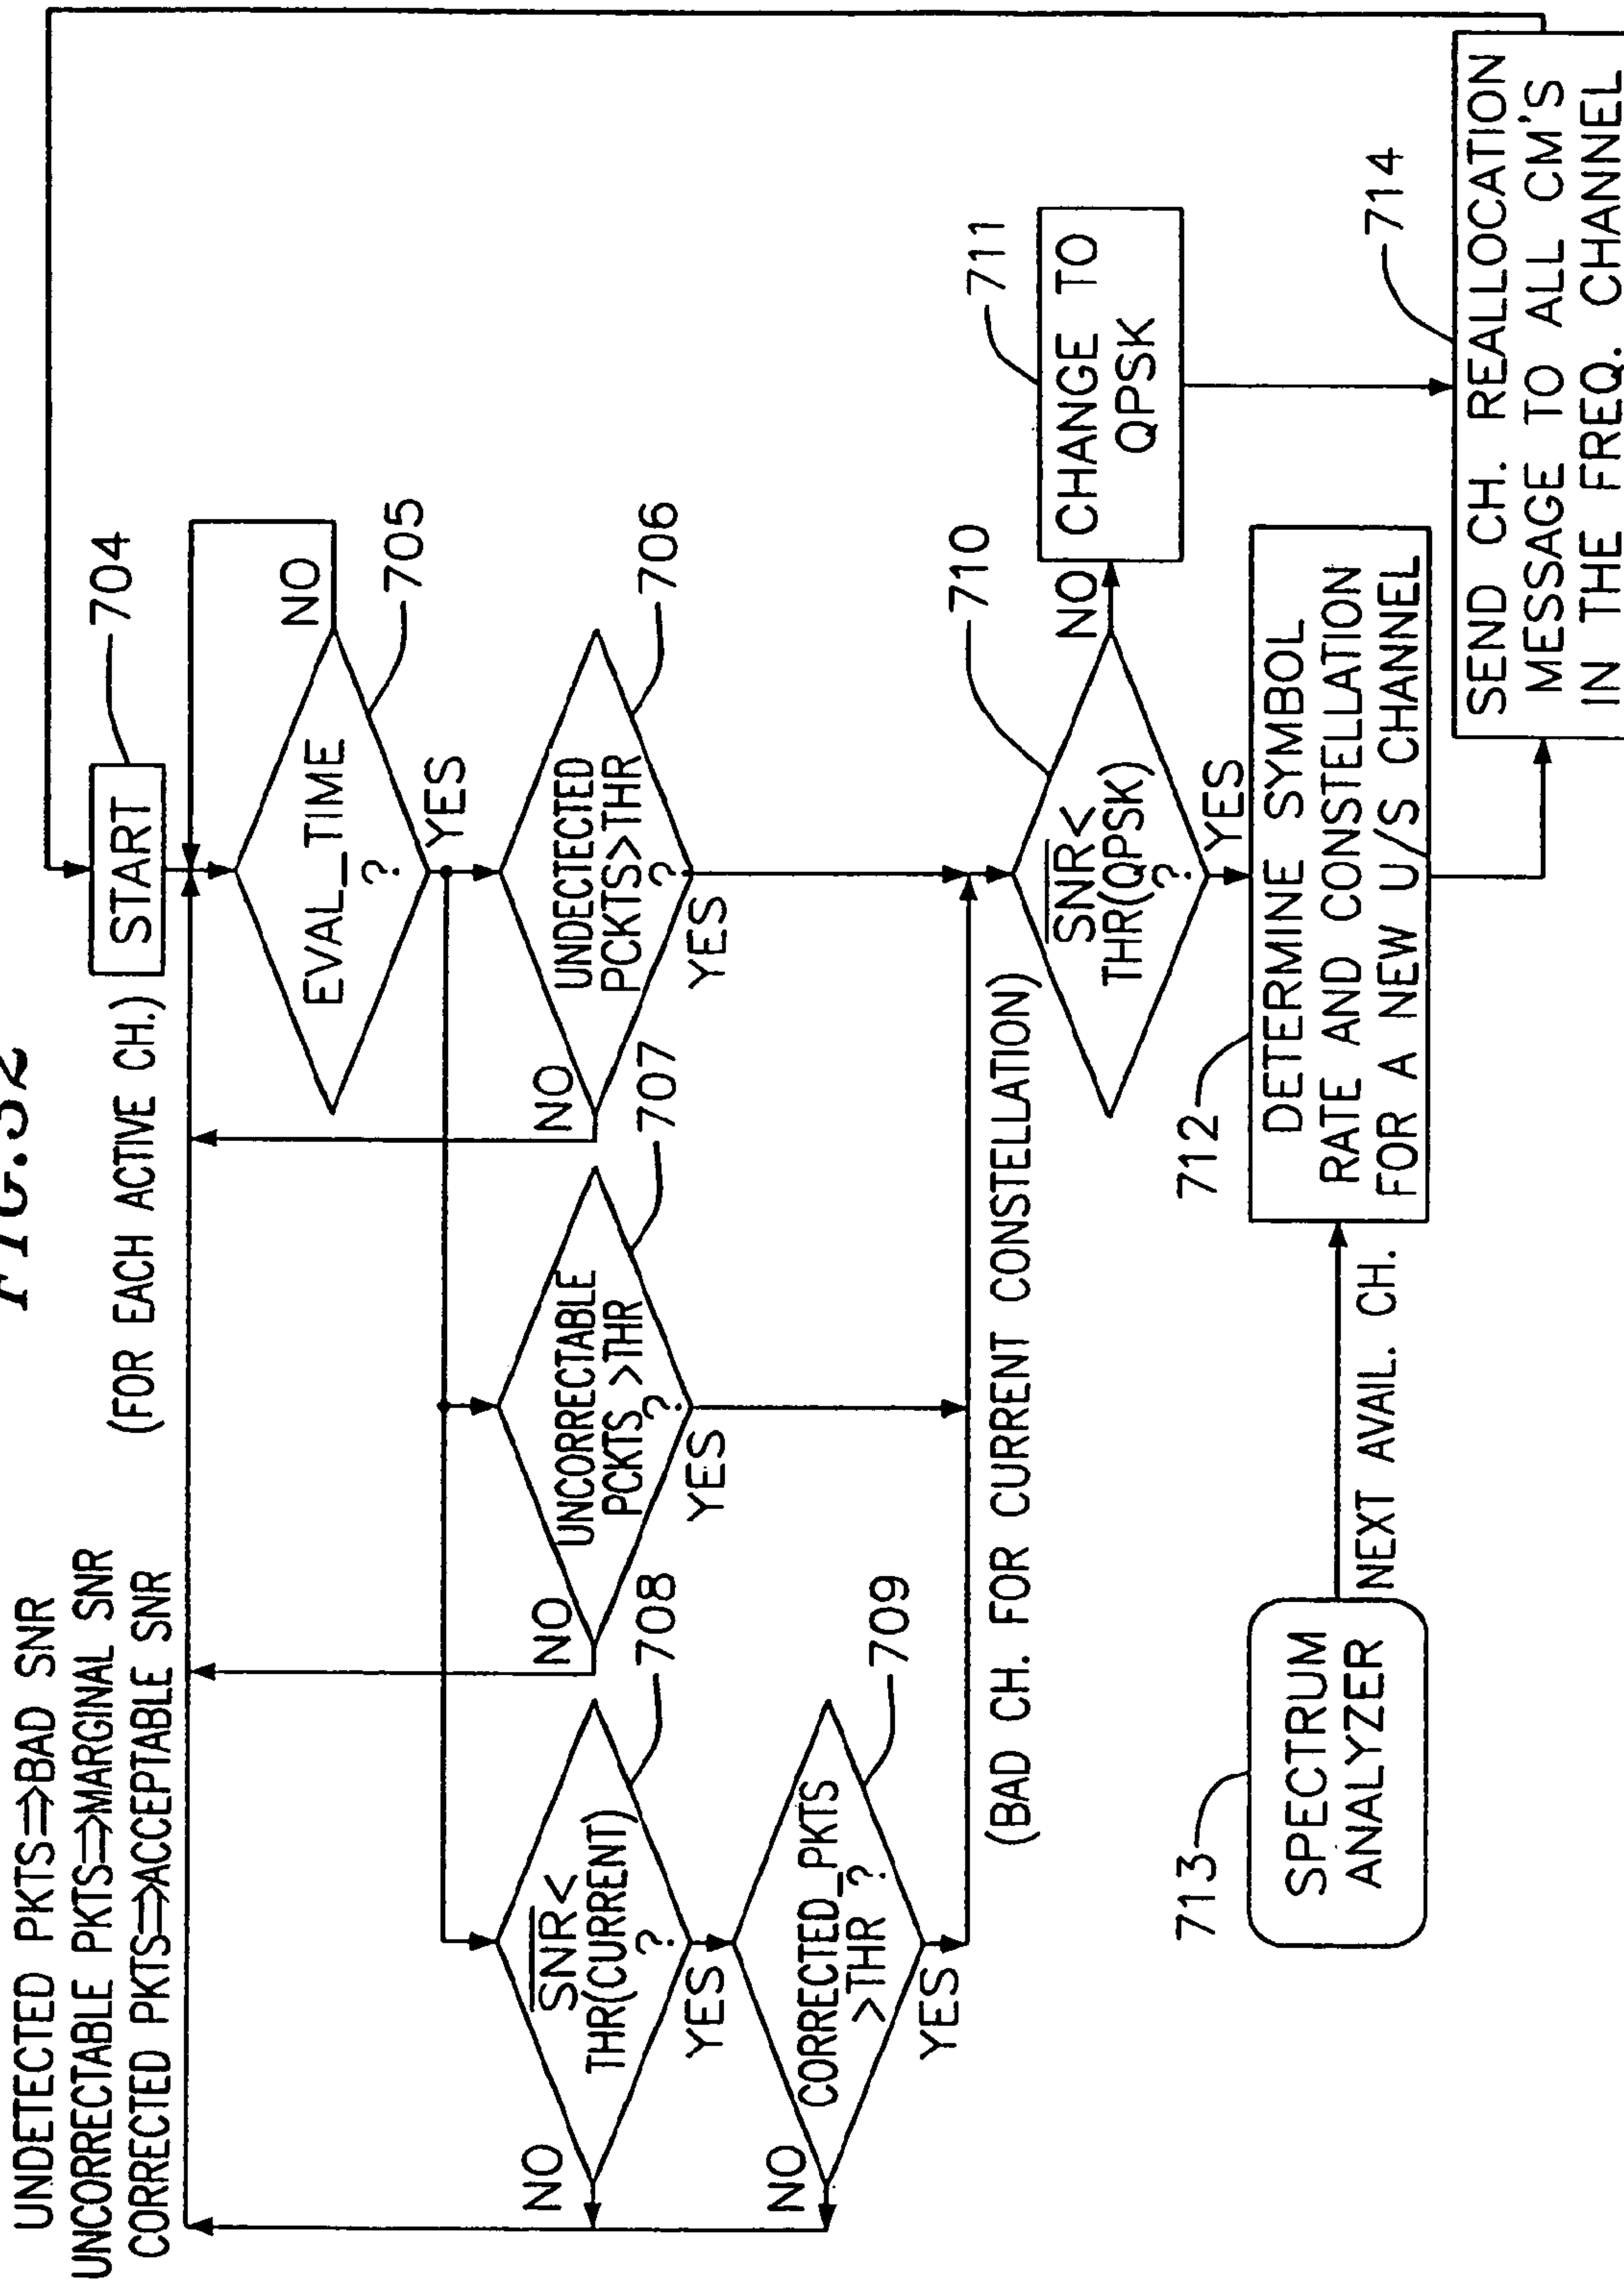 FIG.32
UNDETECTED PKTS⇒BAD SNR
UNCORRECTABLE PKTS⇒MARGINAL SNR
CORRECTED PKTS⇒ACCEPTABLE SNR
(FOR EACH ACTIVE CH.)
START
704
EVAL_TIME
?
NO
705
YES
SNR<
THR(CURRENT)
?
NO
708
YES
UNCORRECTABLE
PCKTS >THR
?
NO
707
YES
UNDECTECTED
PCKTS>THR
?
NO
706
YES
CORRECTED_PKTS
>THR ?
NO
709
YES
(BAD CH. FOR CURRENT CONSTELLATION)
SNR<
THR(QPSK)
?
710
NO
YES
CHANGE TO
QPSK
711
713
SPECTRUM
ANALYZER
NEXT AVAIL. CH.
712
DETERMINE SYMBOL
RATE AND CONSTELLATION
FOR A NEW U/S CHANNEL
714
SEND CH. REALLOCATION
MESSAGE TO ALL CM'S
IN THE FREQ. CHANNEL